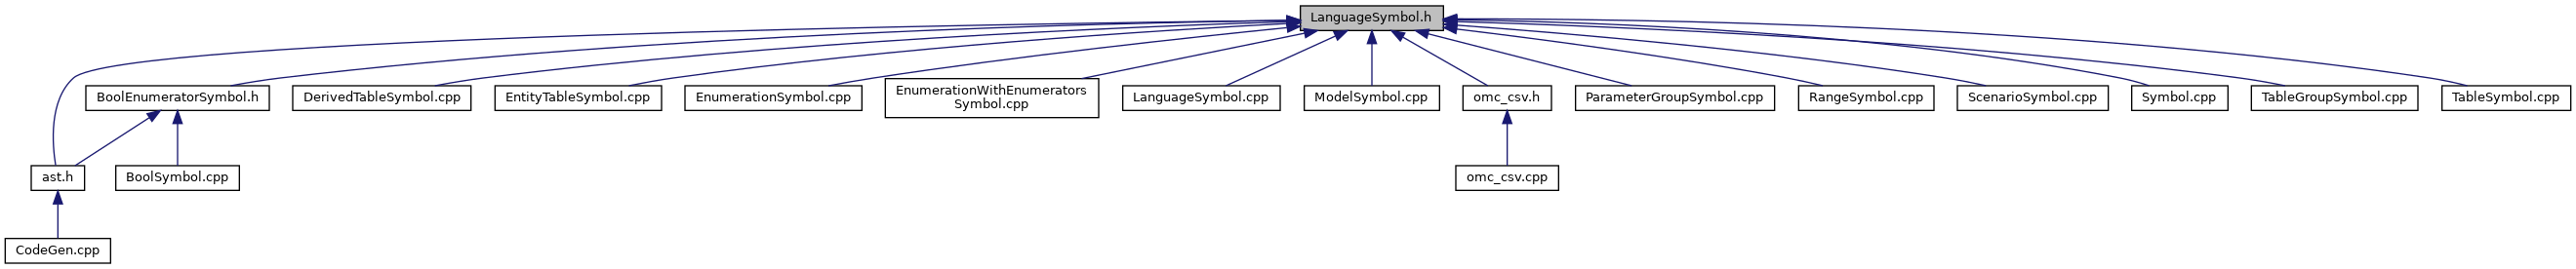 LanguageSymbol.h
BoolEnumeratorSymbol.h
DerivedTableSymbol.cpp
EntityTableSymbol.cpp
EnumerationSymbol.cpp
EnumerationWithEnumerators
Symbol.cpp
LanguageSymbol.cpp
ModelSymbol.cpp
omc_csv.h
ParameterGroupSymbol.cpp
RangeSymbol.cpp
ScenarioSymbol.cpp
Symbol.cpp
TableGroupSymbol.cpp
TableSymbol.cpp
ast.h
BoolSymbol.cpp
omc_csv.cpp
CodeGen.cpp